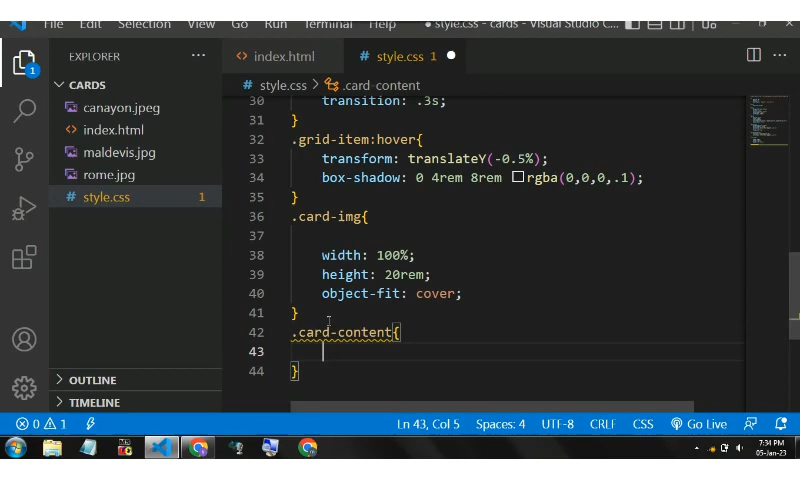 File Edit Selection View Go Run Terminal Help
style.css - cards - Visual Studio C...
EXPLORER
CARDS
canayon.jpeg
index.html
maldevis.jpg
rome.jpg
style.css 1
OUTLINE
TIMELINE
index.html
style.css 1
style.css > .card-content
30 transition: .3s;
31 }
32 .grid-item:hover{
33 transform: translateY(-0.5%);
34 box-shadow: 0 4rem 8rem rgba(0,0,0,.1);
35 }
36 .card-img{
37
38 width: 100%;
39 height: 20rem;
40 object-fit: cover;
41 }
42 .card-content{
43
44 }
0 1
Ln 43, Col 5 Spaces: 4 UTF-8 CRLF CSS Go Live
7:34 PM
05-Jan-23